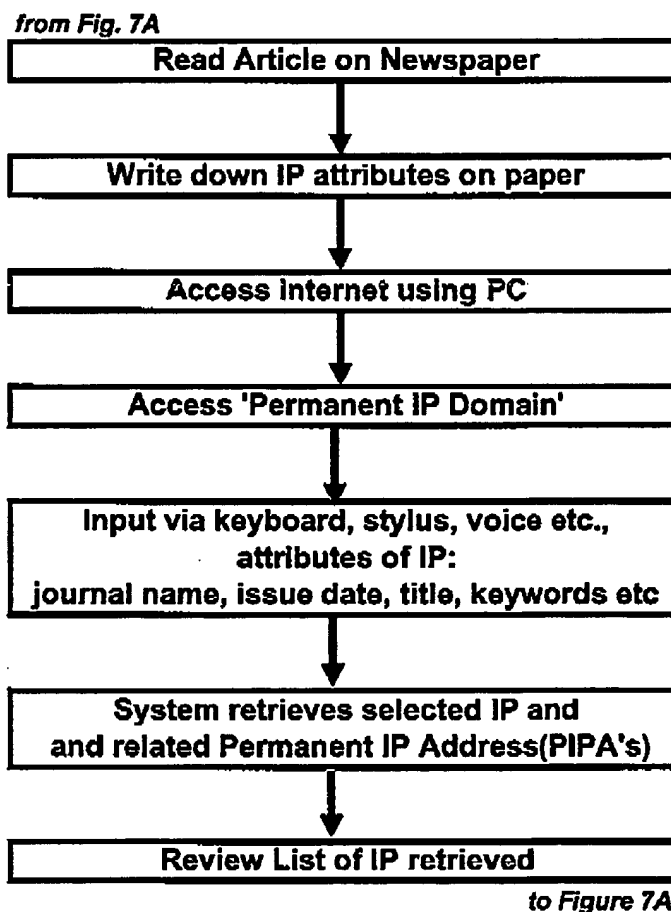 from Fig. 7A
Read Article on Newspaper
Write down IP attributes on paper
Access internet using PC
Access 'Permanent IP Domain'
Input via keyboard, stylus, voice etc.,
attributes of IP:
journal name, issue date, title, keywords etc
System retrieves selected IP and
and related Permanent IP Address(PIPA's)
Review List of IP retrieved
to Figure 7A